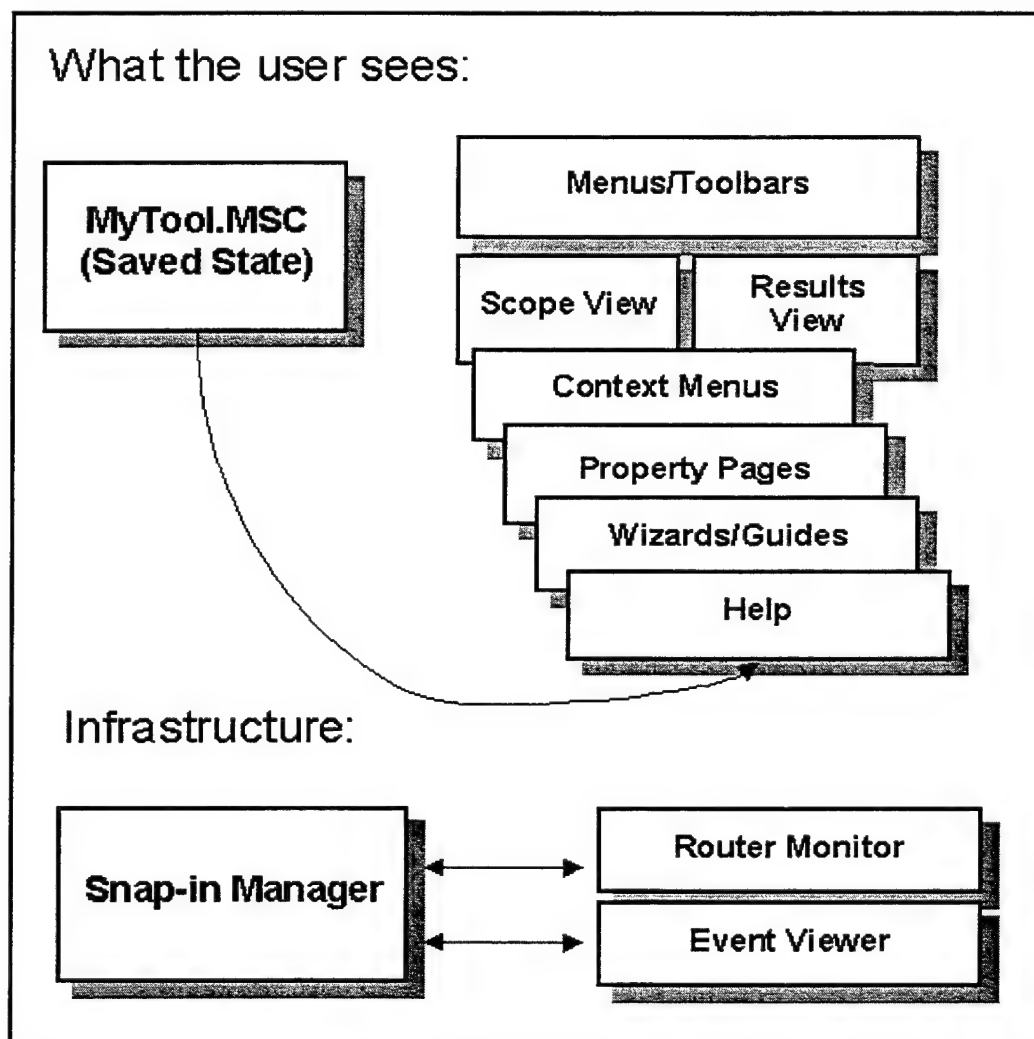 What the user sees:
MyTool.MSC
(Saved State)
Menus/Toolbars
Scope View
Results
View
Context Menus
Property Pages
Wizards/Guides
Help
Infrastructure:
Snap-in Manager
Router Monitor
Event Viewer